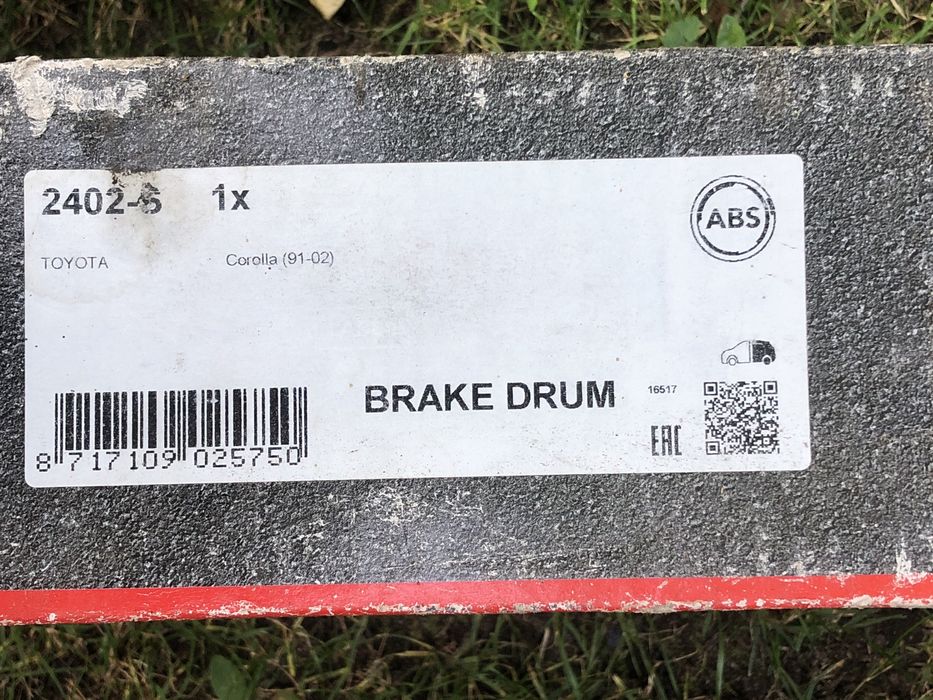 2402-S 1x
ABS
TOYOTA Corolla (91-02)
BRAKE DRUM
16517
EAC
8 717109 025750